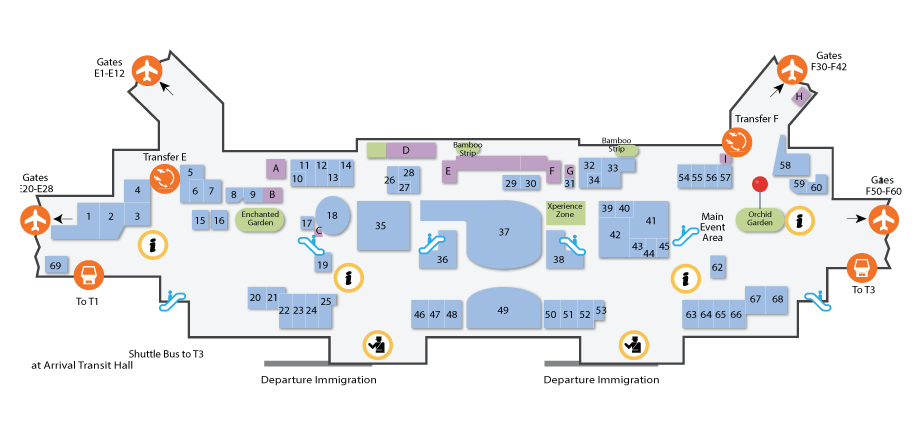 Gates
E1-E12
Gates
F30-F42
H
Transfer F
Bamboo
Strip
Bamboo
Strip
D
Transfer E
A
11 12 14
10 13
E
F
G
31
32 33
34
I
58
5
6 7
8 9 B
26 28
27
29 30
54 55 56 57
59 60
Gates
:20-E28
4
1 2 3
15 16
Enchanted
Garden
17
C
18
35
37
Xperience
Zone
39 40
41
42
43 45
44
Main
Event
Area
Orchid
Garden
Gates
F50-F60
i
36
38
19
i
i
i
62
69
To T1
To T3
20 21
22 23 24 25
46 47 48
49
50 51 52 53
63 64 65 66
67 68
Shuttle Bus to T3
at Arrival Transit Hall
Departure Immigration
Departure Immigration